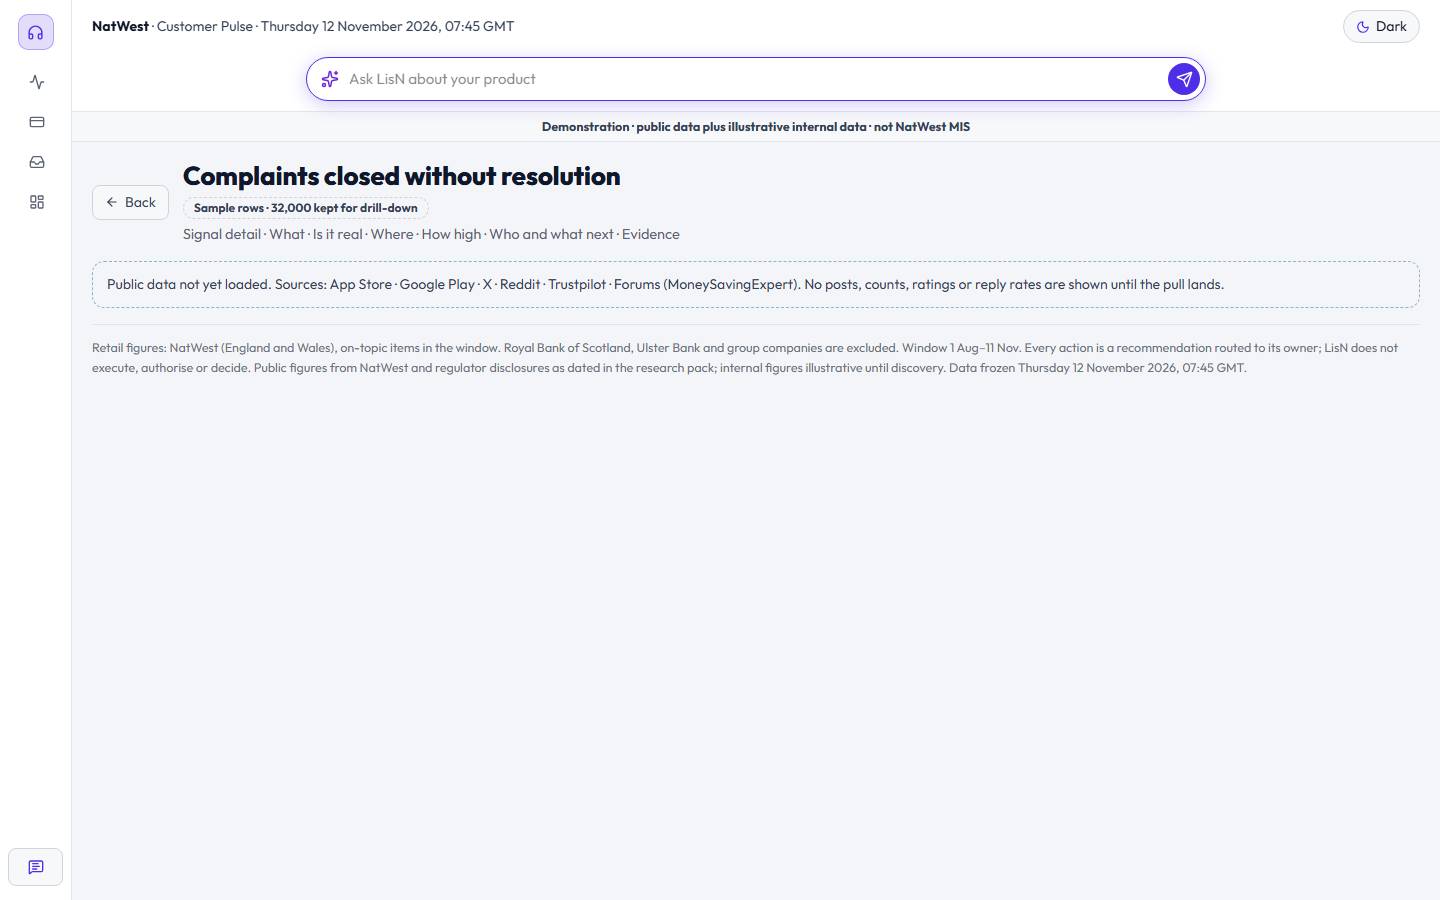 NatWest · Customer Pulse · Thursday 12 November 2026, 07:45 GMT
Dark
Ask LisN about your product
Demonstration · public data plus illustrative internal data · not NatWest MIS
Back
Complaints closed without resolution
Sample rows · 32,000 kept for drill-down
Signal detail · What · Is it real · Where · How high · Who and what next · Evidence
Public data not yet loaded. Sources: App Store · Google Play · X · Reddit · Trustpilot · Forums (MoneySavingExpert). No posts, counts, ratings or reply rates are shown until the pull lands.
Retail figures: NatWest (England and Wales), on-topic items in the window. Royal Bank of Scotland, Ulster Bank and group companies are excluded. Window 1 Aug–11 Nov. Every action is a recommendation routed to its owner; LisN does not
execute, authorise or decide. Public figures from NatWest and regulator disclosures as dated in the research pack; internal figures illustrative until discovery. Data frozen Thursday 12 November 2026, 07:45 GMT.